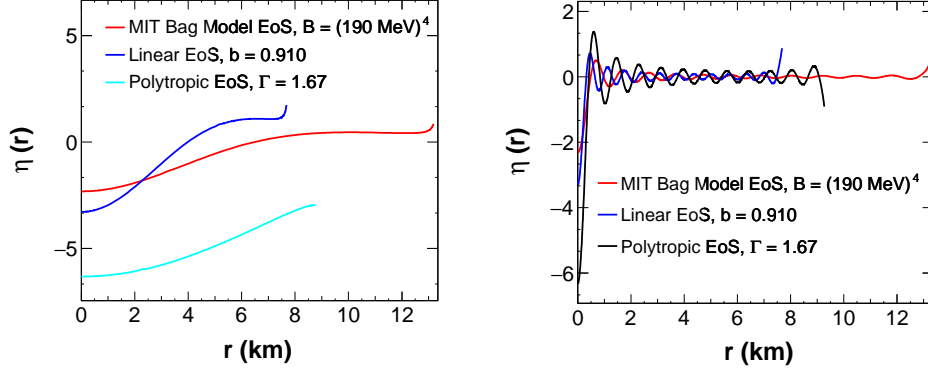 5
0
−5
η (r)
MIT Bag Model EoS, B = (190 MeV)⁴
Linear EoS, b = 0.910
Polytropic EoS, Γ = 1.67
0 2 4 6 8 10 12
r (km)
2
0
−2
−4
−6
η (r)
MIT Bag Model EoS, B = (190 MeV)⁴
Linear EoS, b = 0.910
Polytropic EoS, Γ = 1.67
0 2 4 6 8 10 12
r (km)